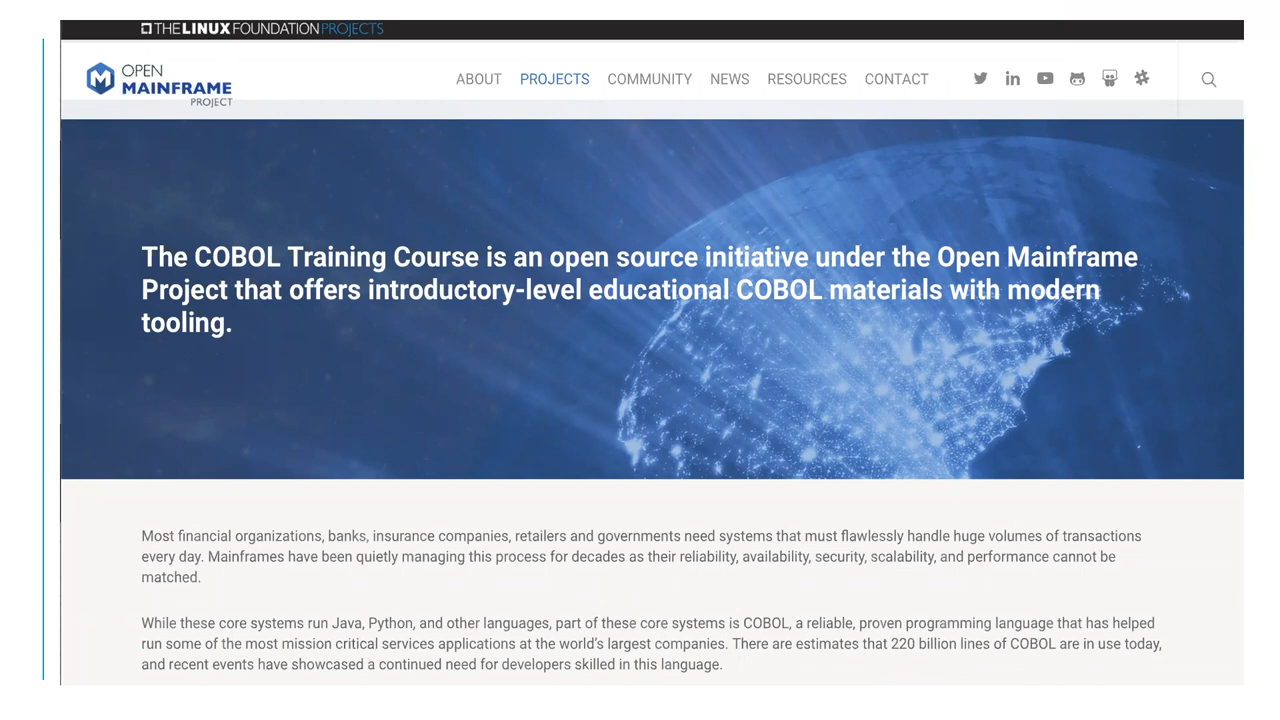 THE LINUX FOUNDATION PROJECTS
OPEN
MAINFRAME
PROJECT
ABOUT PROJECTS COMMUNITY NEWS RESOURCES CONTACT
The COBOL Training Course is an open source initiative under the Open Mainframe
Project that offers introductory-level educational COBOL materials with modern
tooling.
Most financial organizations, banks, insurance companies, retailers and governments need systems that must flawlessly handle huge volumes of transactions
every day. Mainframes have been quietly managing this process for decades as their reliability, availability, security, scalability, and performance cannot be
matched.
While these core systems run Java, Python, and other languages, part of these core systems is COBOL, a reliable, proven programming language that has helped
run some of the most mission critical services applications at the world's largest companies. There are estimates that 220 billion lines of COBOL are in use today,
and recent events have showcased a continued need for developers skilled in this language.